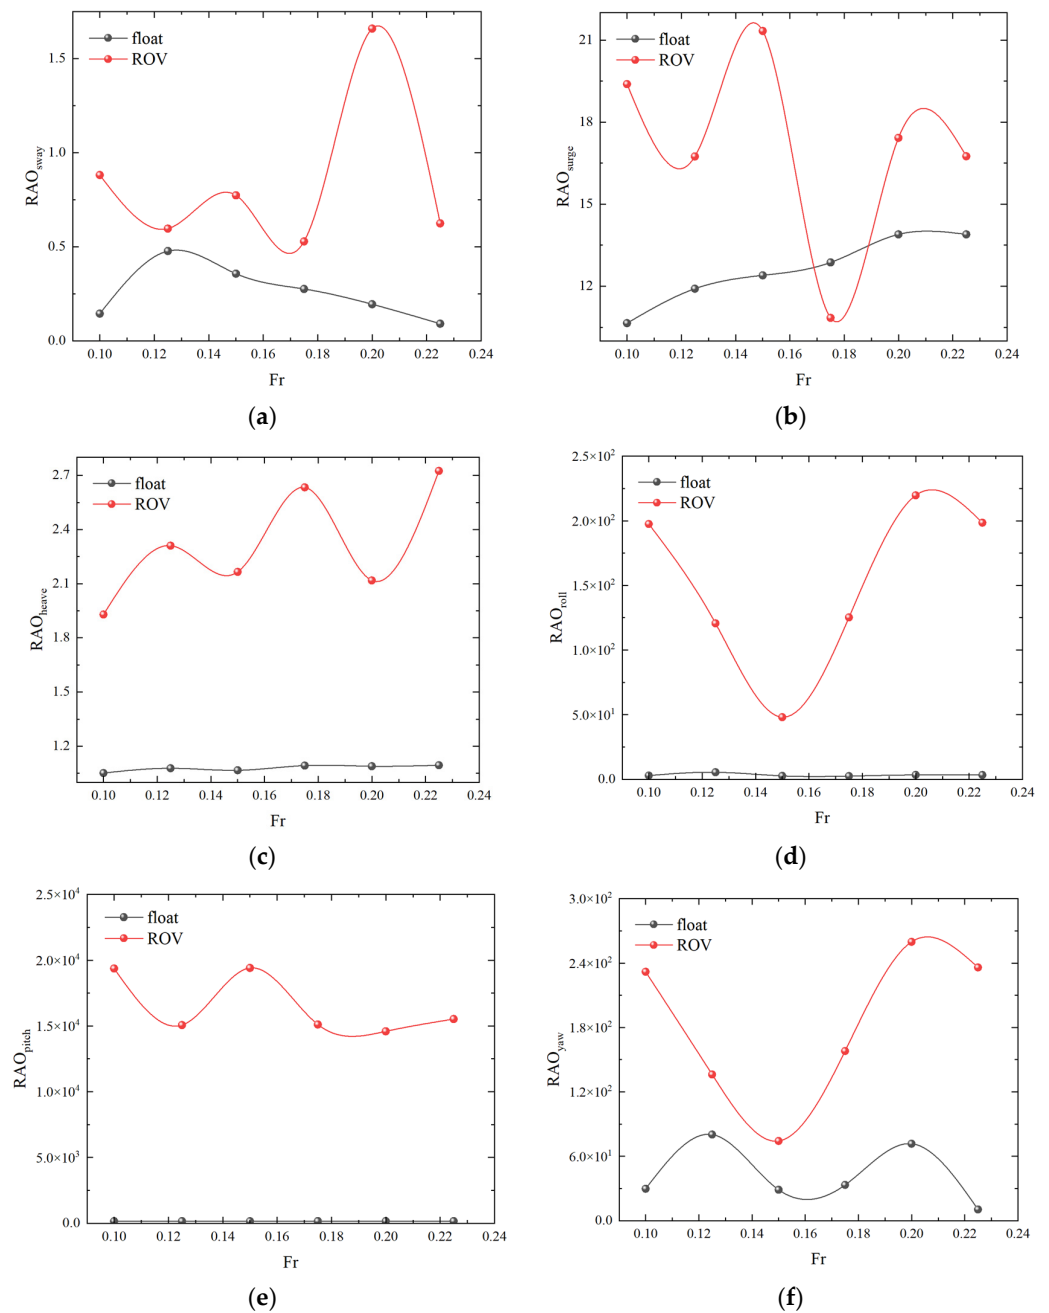 float
ROV
1.5
1.0
0.5
0.0
RAOsway
0.10 0.12 0.14 0.16 0.18 0.20 0.22 0.24
Fr
(a)
float
ROV
21
18
15
12
RAOsurge
0.10 0.12 0.14 0.16 0.18 0.20 0.22 0.24
Fr
(b)
float
ROV
2.7
2.4
2.1
1.8
1.5
1.2
RAOheave
0.10 0.12 0.14 0.16 0.18 0.20 0.22 0.24
Fr
(c)
float
ROV
2.5×10²
2.0×10²
1.5×10²
1.0×10²
5.0×10¹
0.0
RAOroll
0.10 0.12 0.14 0.16 0.18 0.20 0.22 0.24
Fr
(d)
float
ROV
2.5×10⁴
2.0×10⁴
1.5×10⁴
1.0×10⁴
5.0×10³
0.0
RAOpitch
0.10 0.12 0.14 0.16 0.18 0.20 0.22 0.24
Fr
(e)
float
ROV
3.0×10²
2.4×10²
1.8×10²
1.2×10²
6.0×10¹
0.0
RAOyaw
0.10 0.12 0.14 0.16 0.18 0.20 0.22 0.24
Fr
(f)